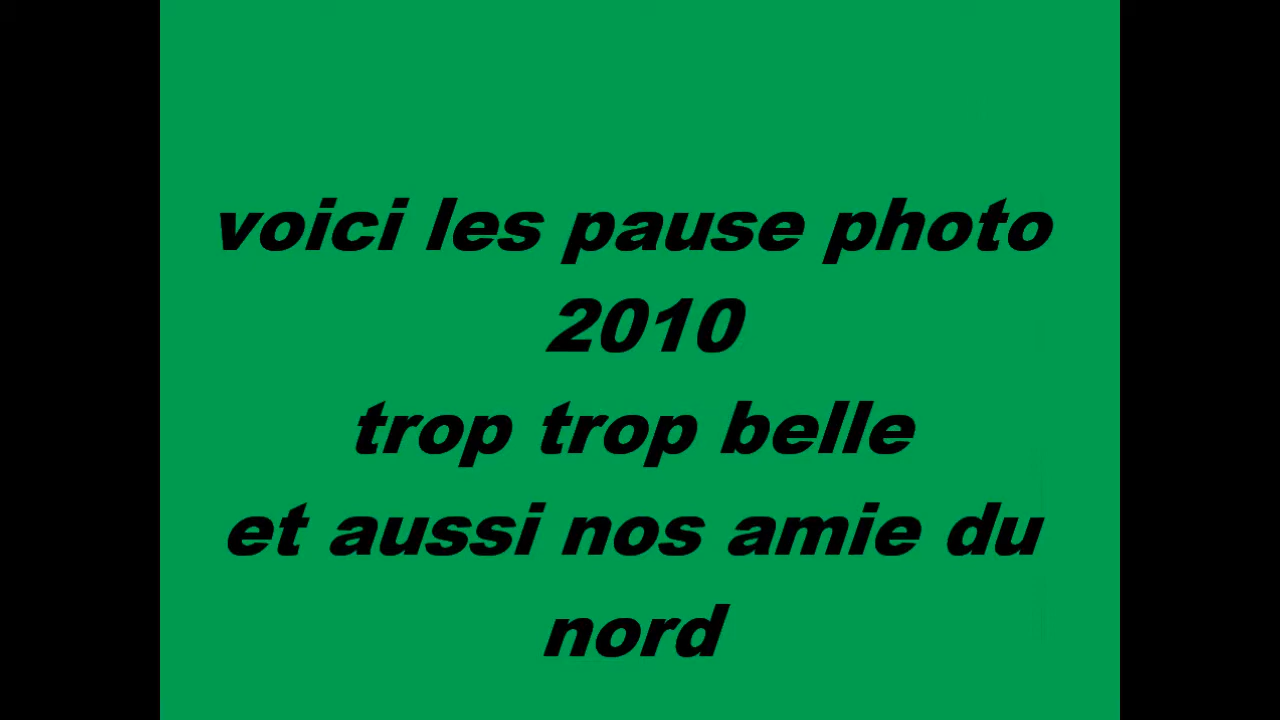 voici les pause photo
2010
trop trop belle
et aussi nos amie du
nord